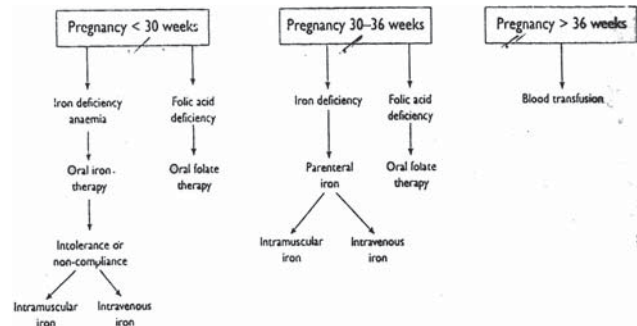 Pregnancy < 30 weeks
Iron deficiency
anaemia
Folic acid
deficiency
Oral iron
therapy
Oral folate
therapy
Intolerance or
non-compliance
Intramuscular
iron
Intravenous
iron
Pregnancy 30–36 weeks
Iron deficiency
Folic acid
deficiency
Parenteral
iron
Oral folate
therapy
Intramuscular
iron
Intravenous
iron
Pregnancy > 36 weeks
Blood transfusion